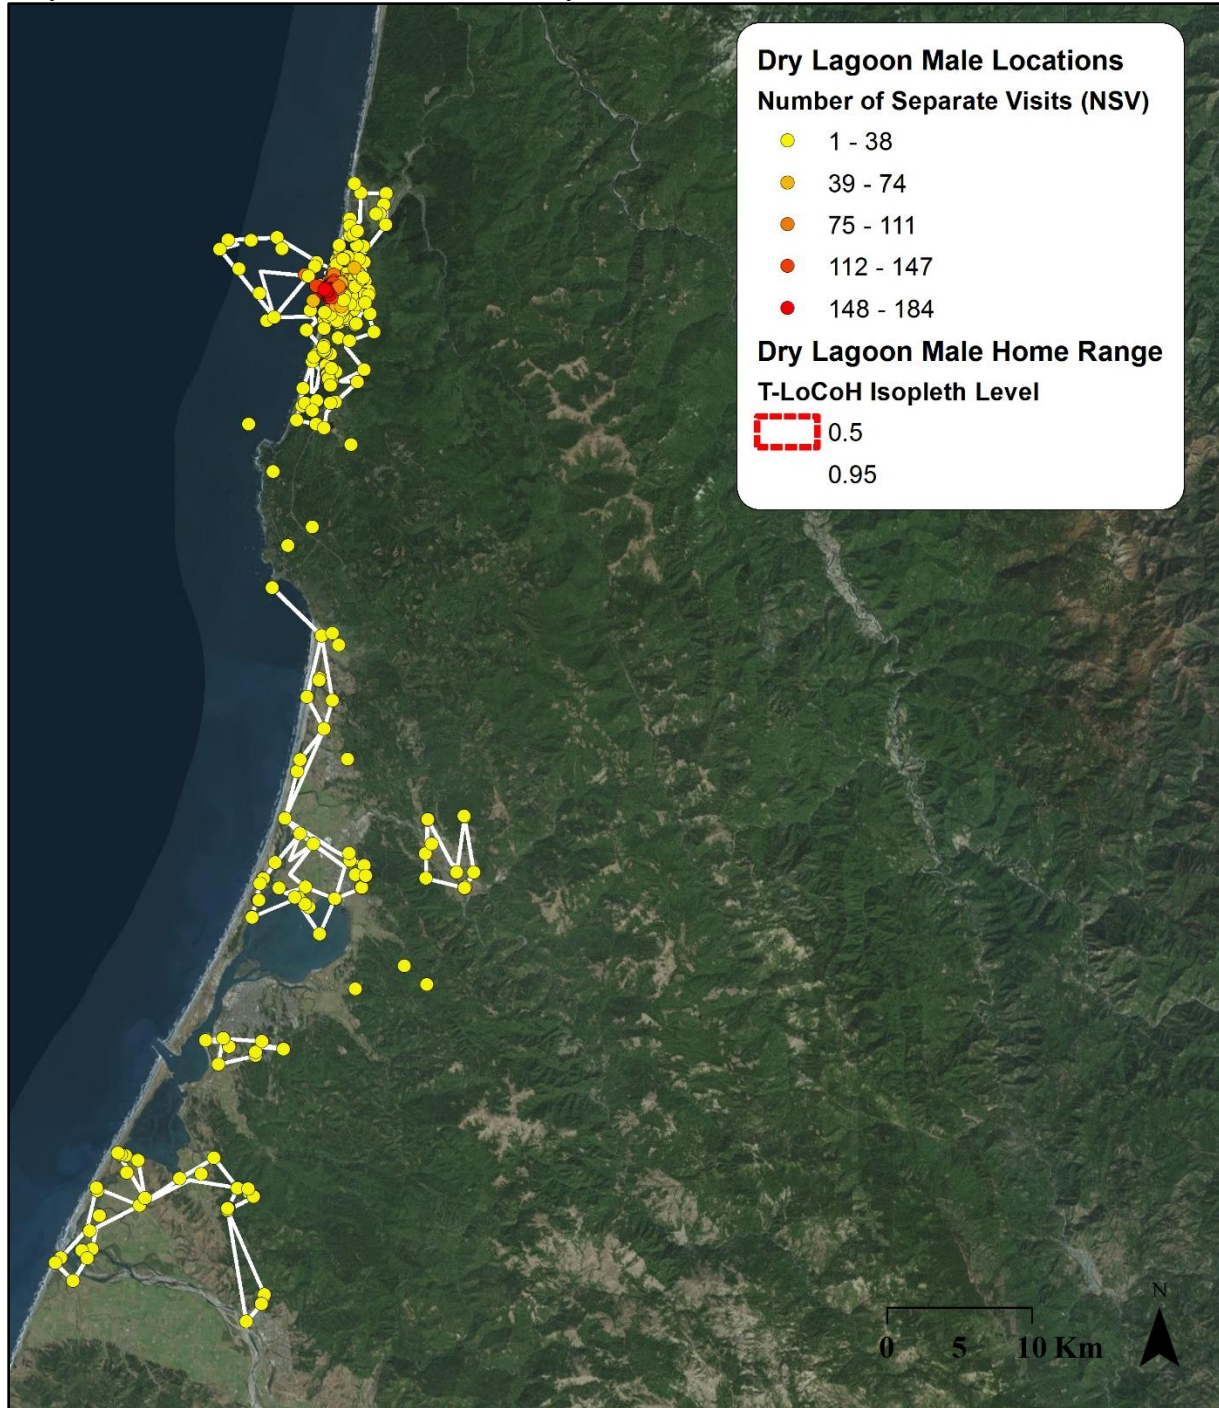 Dry Lagoon Male Locations
Number of Separate Visits (NSV)
1 - 38
39 - 74
75 - 111
112 - 147
148 - 184
Dry Lagoon Male Home Range
T-LoCoH Isopleth Level
0.5
0.95
N
0 5 10 Km